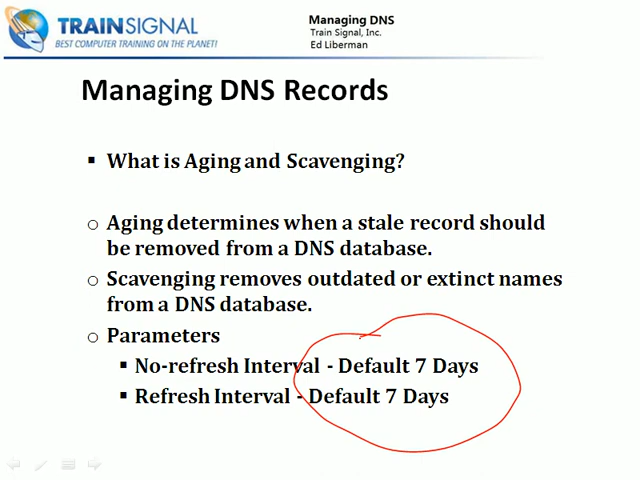 TRAINSIGNAL
BEST COMPUTER TRAINING ON THE PLANET!
Managing DNS
Train Signal, Inc.
Ed Liberman
Managing DNS Records
▪ What is Aging and Scavenging?
o Aging determines when a stale record should
be removed from a DNS database.
o Scavenging removes outdated or extinct names
from a DNS database.
o Parameters
▪ No-refresh Interval - Default 7 Days
▪ Refresh Interval - Default 7 Days